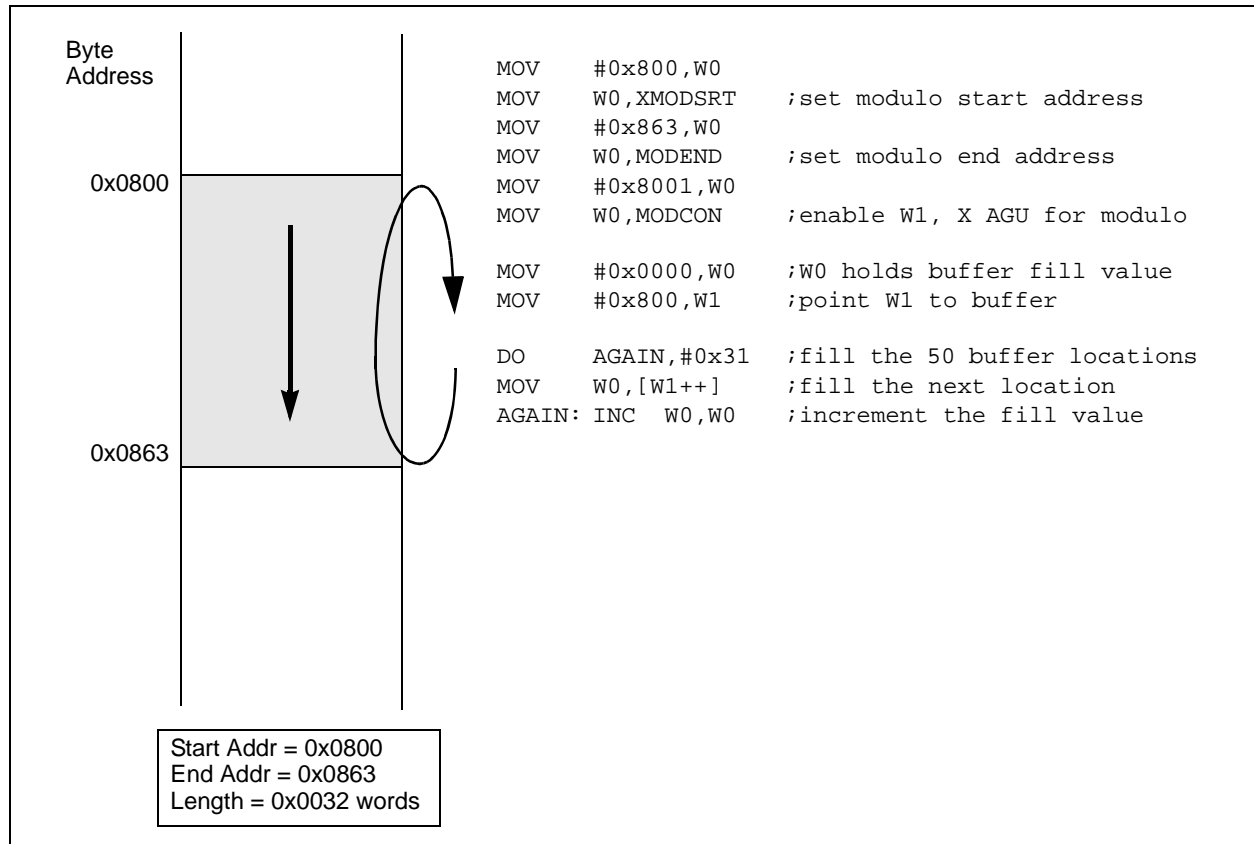 Byte
Address
0x0800
0x0863
MOV #0x800,W0
MOV W0,XMODSRT ;set modulo start address
MOV #0x863,W0
MOV W0,MODEND ;set modulo end address
MOV #0x8001,W0
MOV W0,MODCON ;enable W1, X AGU for modulo
MOV #0x0000,W0 ;W0 holds buffer fill value
MOV #0x800,W1 ;point W1 to buffer
DO AGAIN,#0x31 ;fill the 50 buffer locations
MOV W0,[W1++] ;fill the next location
AGAIN: INC W0,W0 ;increment the fill value
Start Addr = 0x0800
End Addr = 0x0863
Length = 0x0032 words